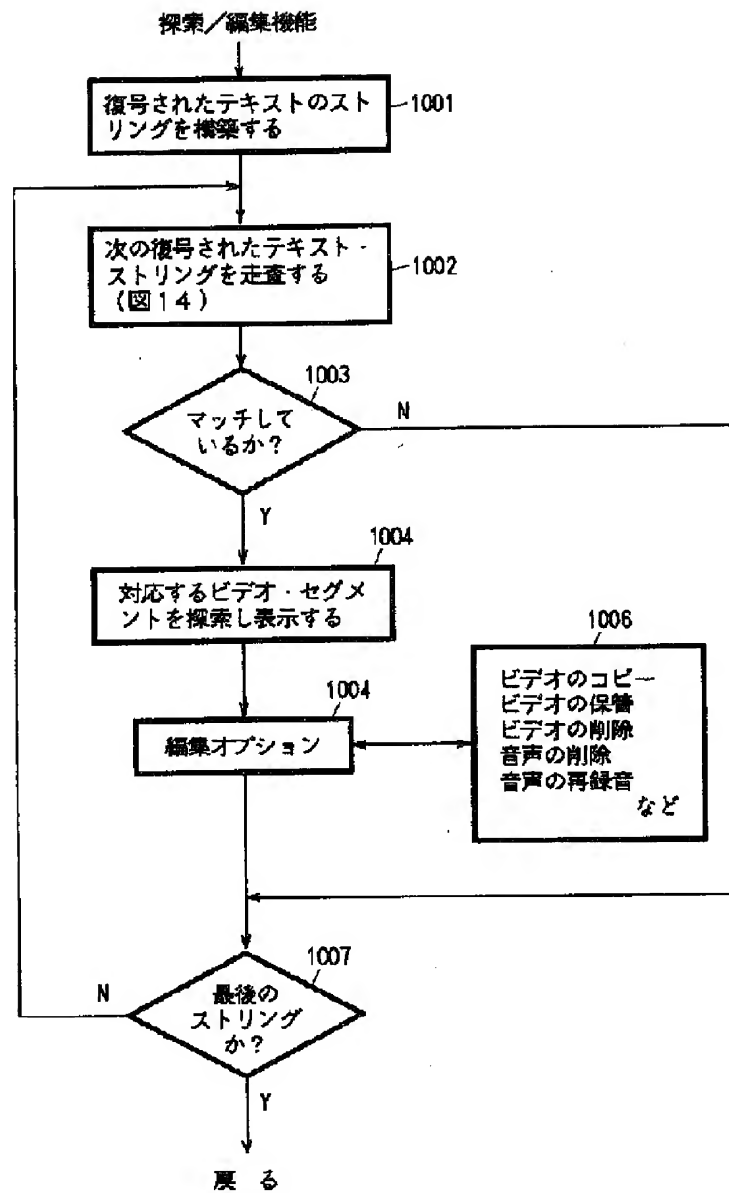 探索／編集機能
復号されたテキストのスト
リングを構築する
1001
次の復号されたテキスト・
ストリングを走査する
（図１４）
1002
1003
マッチして
いるか？
N
Y
1004
対応するビデオ・セグメ
ントを探索し表示する
1004
編集オプション
1006
ビデオのコピー
ビデオの保管
ビデオの削除
音声の削除
音声の再録音
など
1007
最後の
ストリング
か？
N
Y
戻る